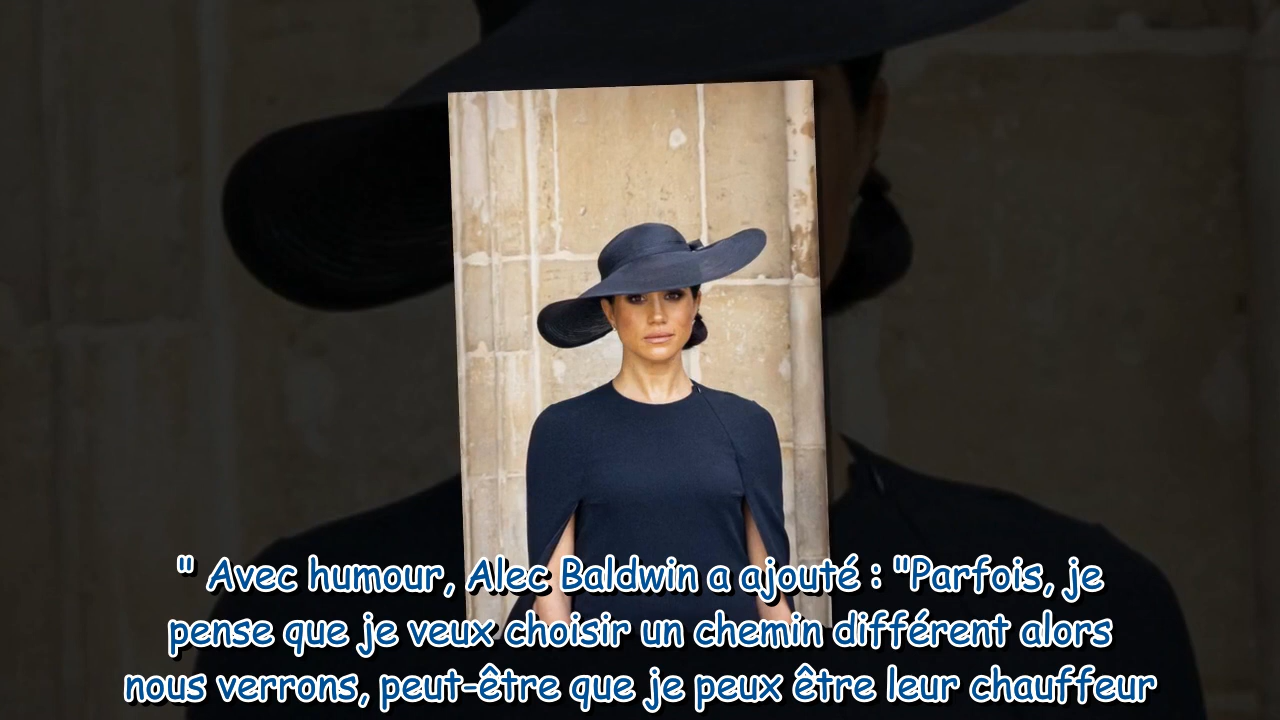 " Avec humour, Alec Baldwin a ajouté : "Parfois, je
pense que je veux choisir un chemin différent alors
nous verrons, peut-être que je peux être leur chauffeur